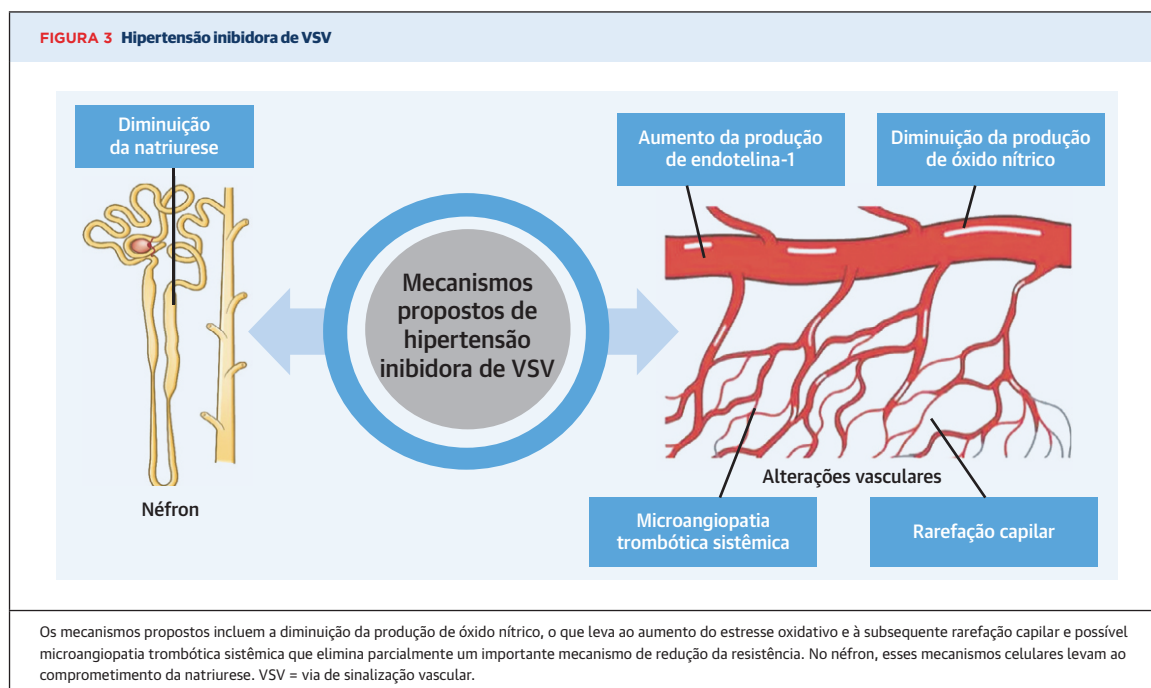 FIGURA 3 Hipertensão inibidora de VSV
Diminuição
da natriurese
Néfron
Mecanismos
propostos de
hipertensão
inibidora de VSV
Aumento da produção
de endotelina-1
Diminuição da produção
de óxido nítrico
Alterações vasculares
Microangiopatia
trombótica sistêmica
Rarefação capilar
Os mecanismos propostos incluem a diminuição da produção de óxido nítrico, o que leva ao aumento do estresse oxidativo e à subsequente rarefação capilar e possível
microangiopatia trombótica sistêmica que elimina parcialmente um importante mecanismo de redução da resistência. No néfron, esses mecanismos celulares levam ao
comprometimento da natriurese. VSV = via de sinalização vascular.